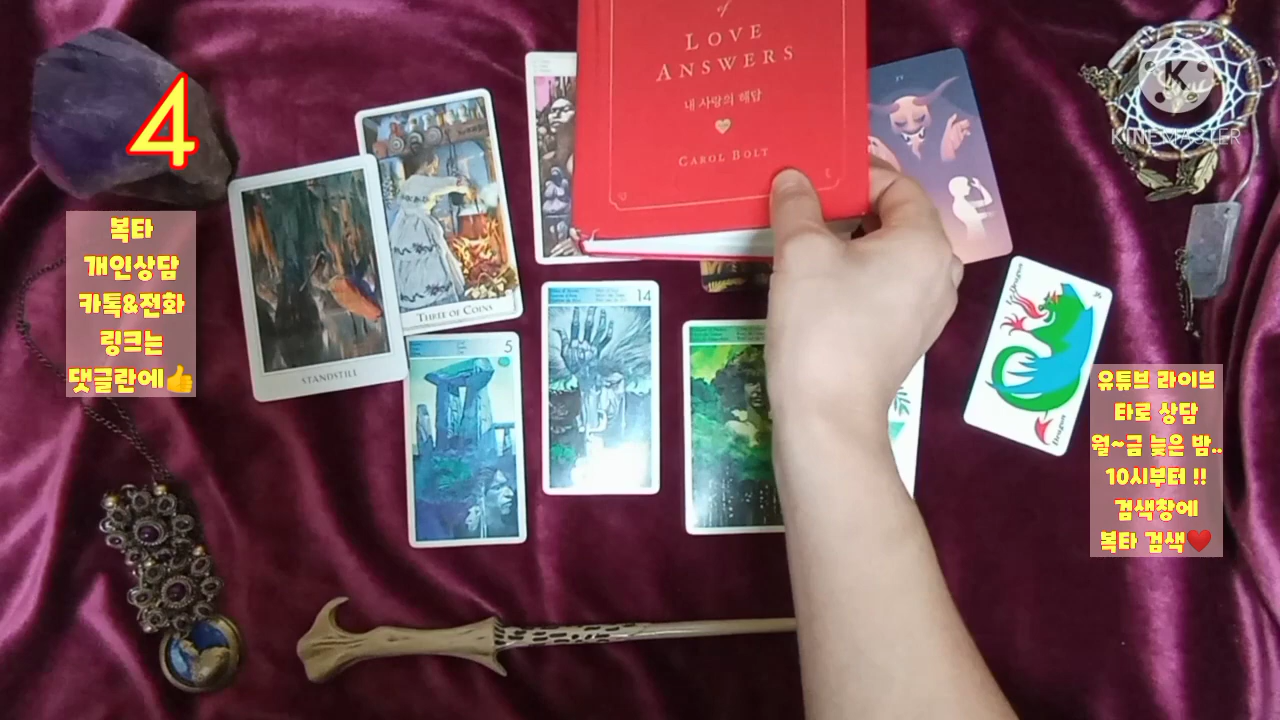 4
복타
개인상담
카톡&전화
링크는
댓글란에👍
of
LOVE
ANSWERS
내 사랑의 해답
CAROL BOLT
KINEMASTER
THREE OF COINS
STANDSTILL
5
14
Dragon
유튜브 라이브
타로 상담
월~금 늦은 밤..
10시부터 !!
검색창에
복타 검색❤️